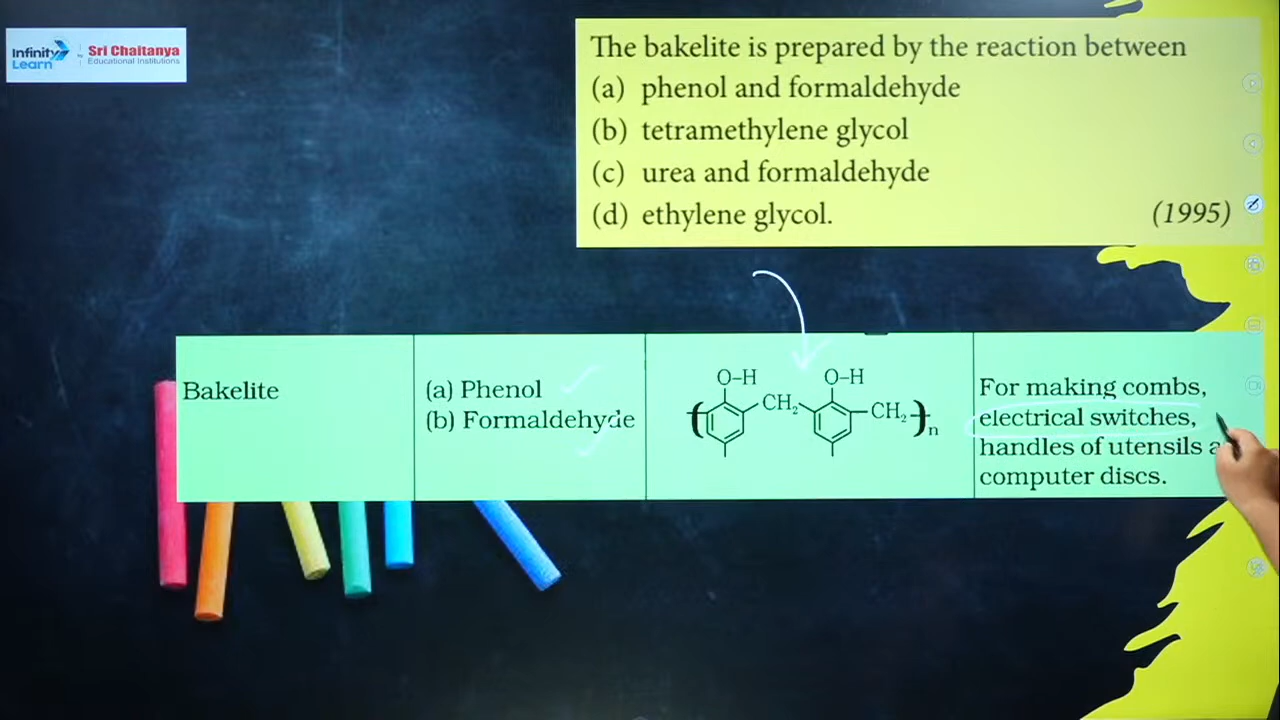 Infinity Learn
by
Sri Chaitanya
Educational Institutions
The bakelite is prepared by the reaction between
(a) phenol and formaldehyde
(b) tetramethylene glycol
(c) urea and formaldehyde
(d) ethylene glycol.
(1995)
Bakelite
(a) Phenol
(b) Formaldehyde
O–H O–H
CH2 CH2
n
For making combs,
electrical switches,
handles of utensils
computer discs.